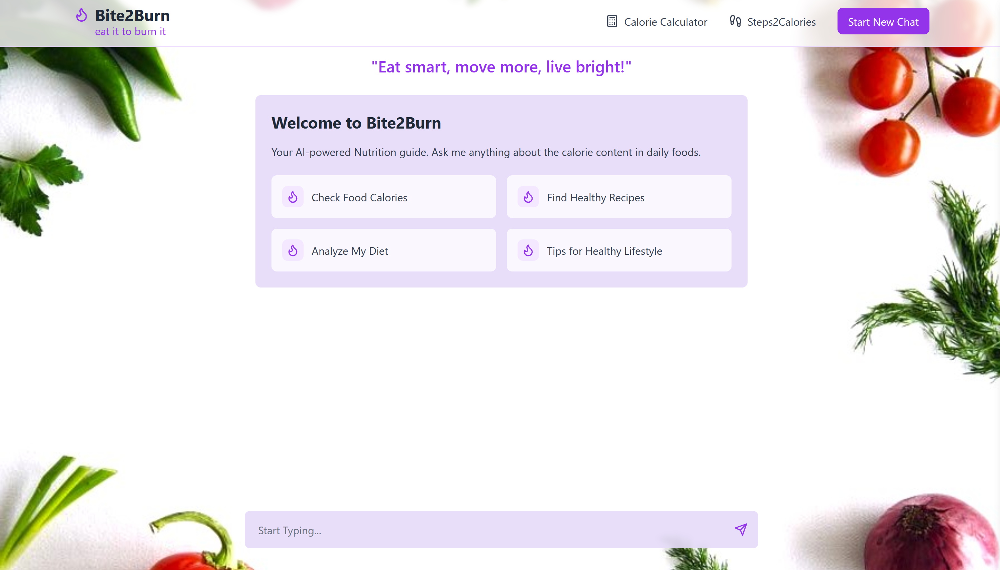 Bite2Burn
eat it to burn it
Calorie Calculator
Steps2Calories
Start New Chat
"Eat smart, move more, live bright!"
Welcome to Bite2Burn
Your AI-powered Nutrition guide. Ask me anything about the calorie content in daily foods.
Check Food Calories
Find Healthy Recipes
Analyze My Diet
Tips for Healthy Lifestyle
Start Typing...